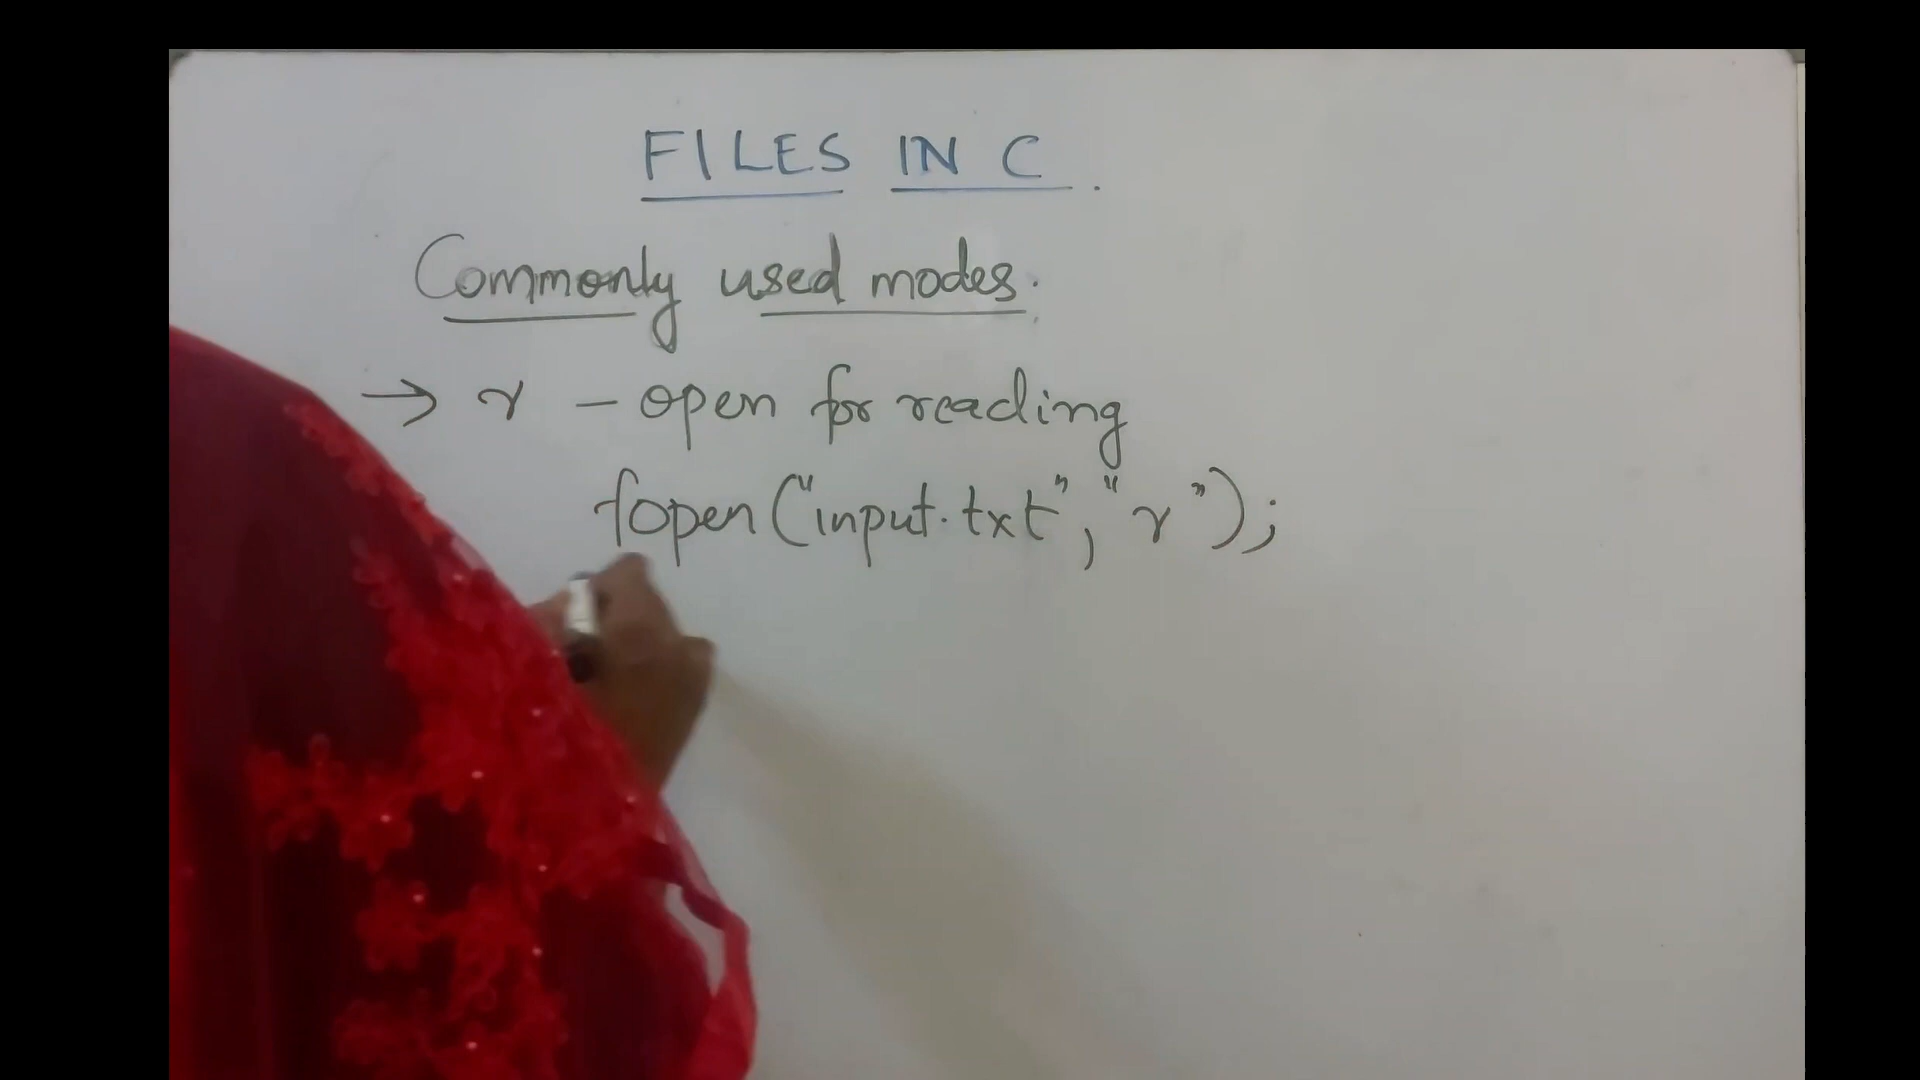 FILES IN C.
Commonly used modes.
→ r – open for reading
fopen("input.txt", "r");